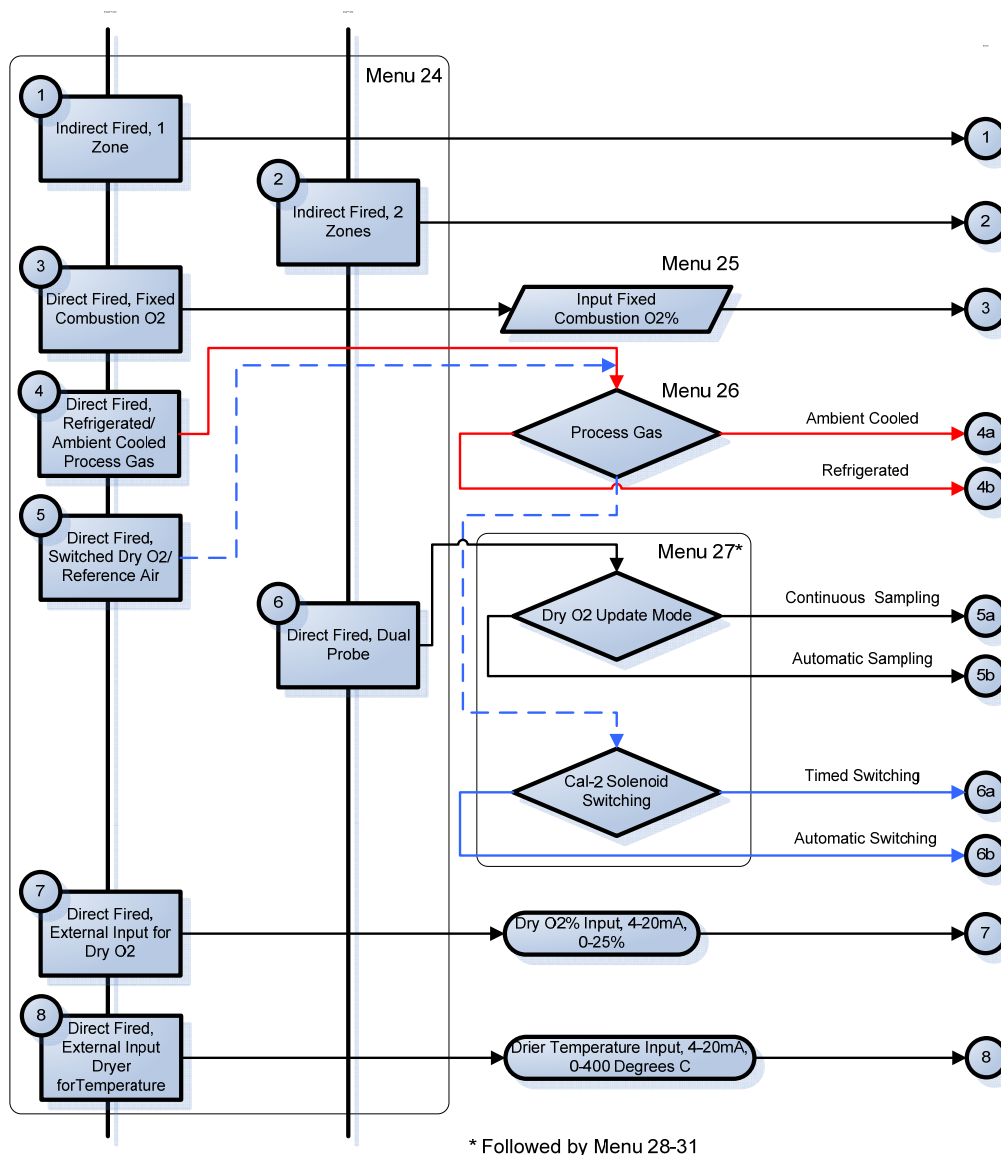 Menu 24
1
Indirect Fired, 1
Zone
1
2
Indirect Fired, 2
Zones
2
3
Direct Fired, Fixed
Combustion O2
Menu 25
Input Fixed
Combustion O2%
3
4
Direct Fired,
Refrigerated/
Ambient Cooled
Process Gas
Menu 26
Process Gas
Ambient Cooled
4a
Refrigerated
4b
5
Direct Fired,
Switched Dry O2/
Reference Air
Menu 27*
6
Direct Fired, Dual
Probe
Dry O2 Update Mode
Continuous Sampling
5a
Automatic Sampling
5b
Cal-2 Solenoid
Switching
Timed Switching
6a
Automatic Switching
6b
7
Direct Fired,
External Input for
Dry O2
Dry O2% Input, 4-20mA,
0-25%
7
8
Direct Fired,
External Input
Dryer
forTemperature
Drier Temperature Input, 4-20mA,
0-400 Degrees C
8
* Followed by Menu 28-31